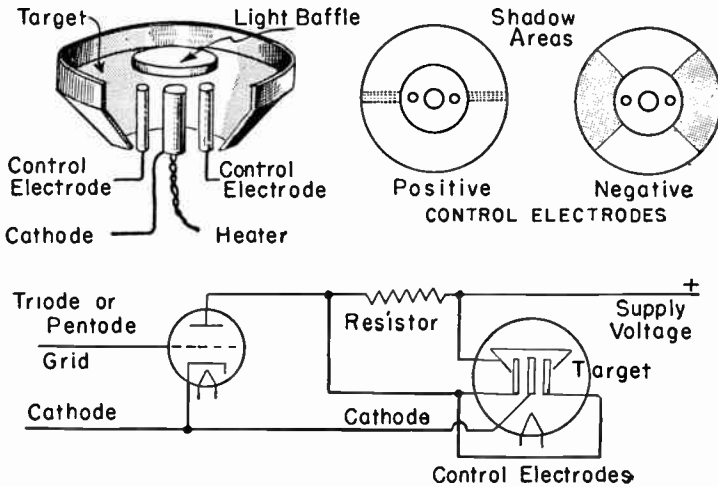 Target
Light Baffle
Shadow
Areas
Control
Electrode
Control
Electrode
Cathode
Heater
Positive
Negative
CONTROL ELECTRODES
Triode or
Pentode
Grid
Cathode
Resistor
+
Supply
Voltage
Target
Cathode
Control Electrodes